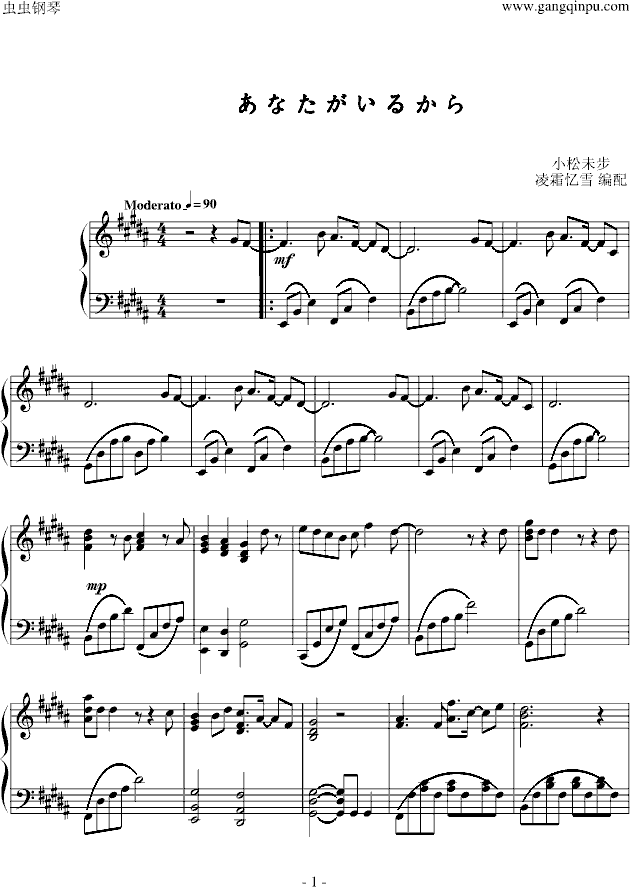 虫虫钢琴 www.gangqinpu.com
あなたがいるから
小松未步
凌霜忆雪 编配
Moderato ♩=90
mf
mp
- 1 -